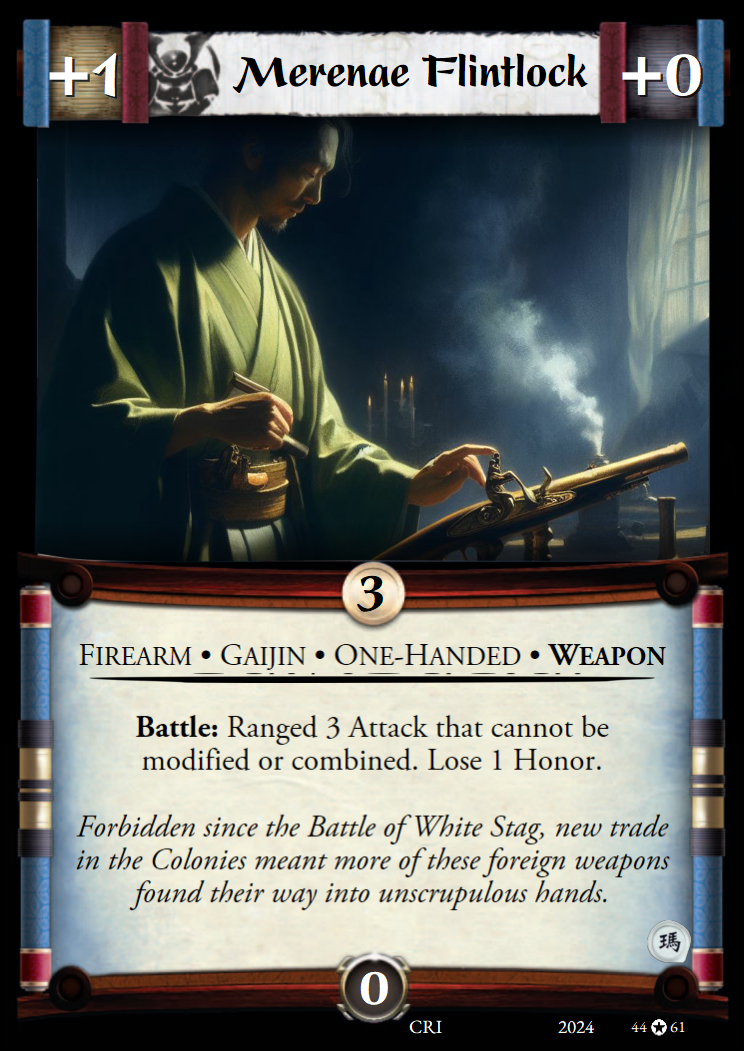 +1 Merenae Flintlock +0
3
Firearm • Gaijin • One-Handed • Weapon
Battle: Ranged 3 Attack that cannot be
modified or combined. Lose 1 Honor.
Forbidden since the Battle of White Stag, new trade
in the Colonies meant more of these foreign weapons
found their way into unscrupulous hands.
瑪
0
CRI 2024 44 ✪ 61